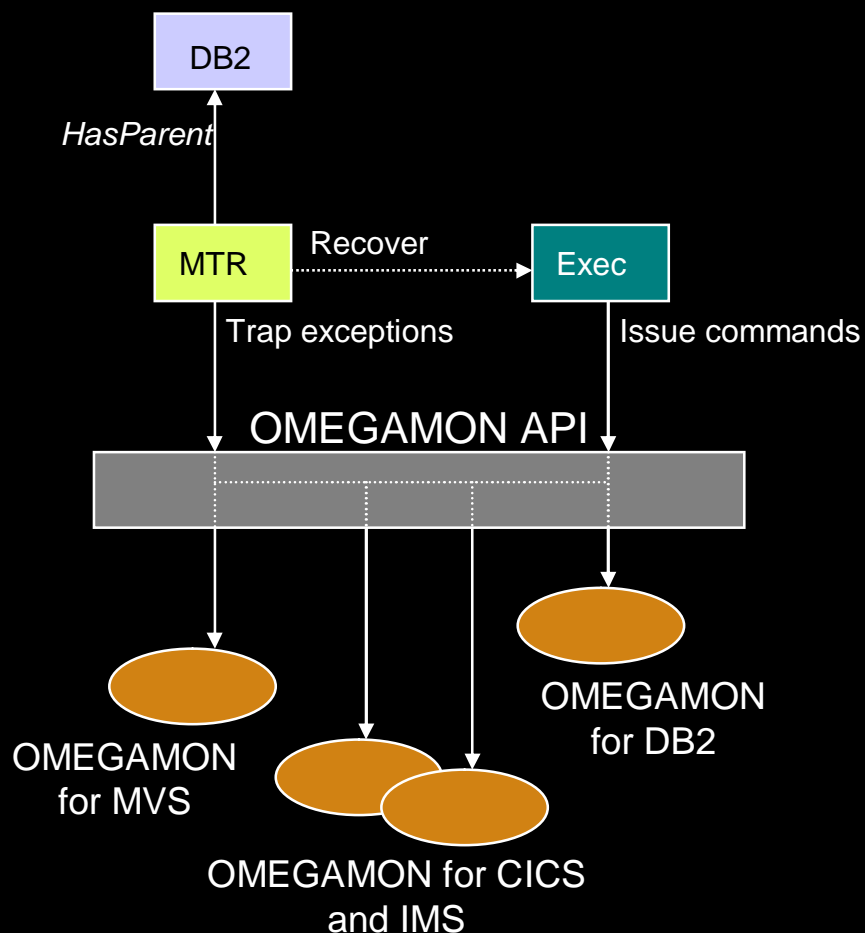 DB2
HasParent
MTR
Recover
Exec
Trap exceptions
Issue commands
OMEGAMON API
OMEGAMON
for DB2
OMEGAMON
for MVS
OMEGAMON for CICS
and IMS